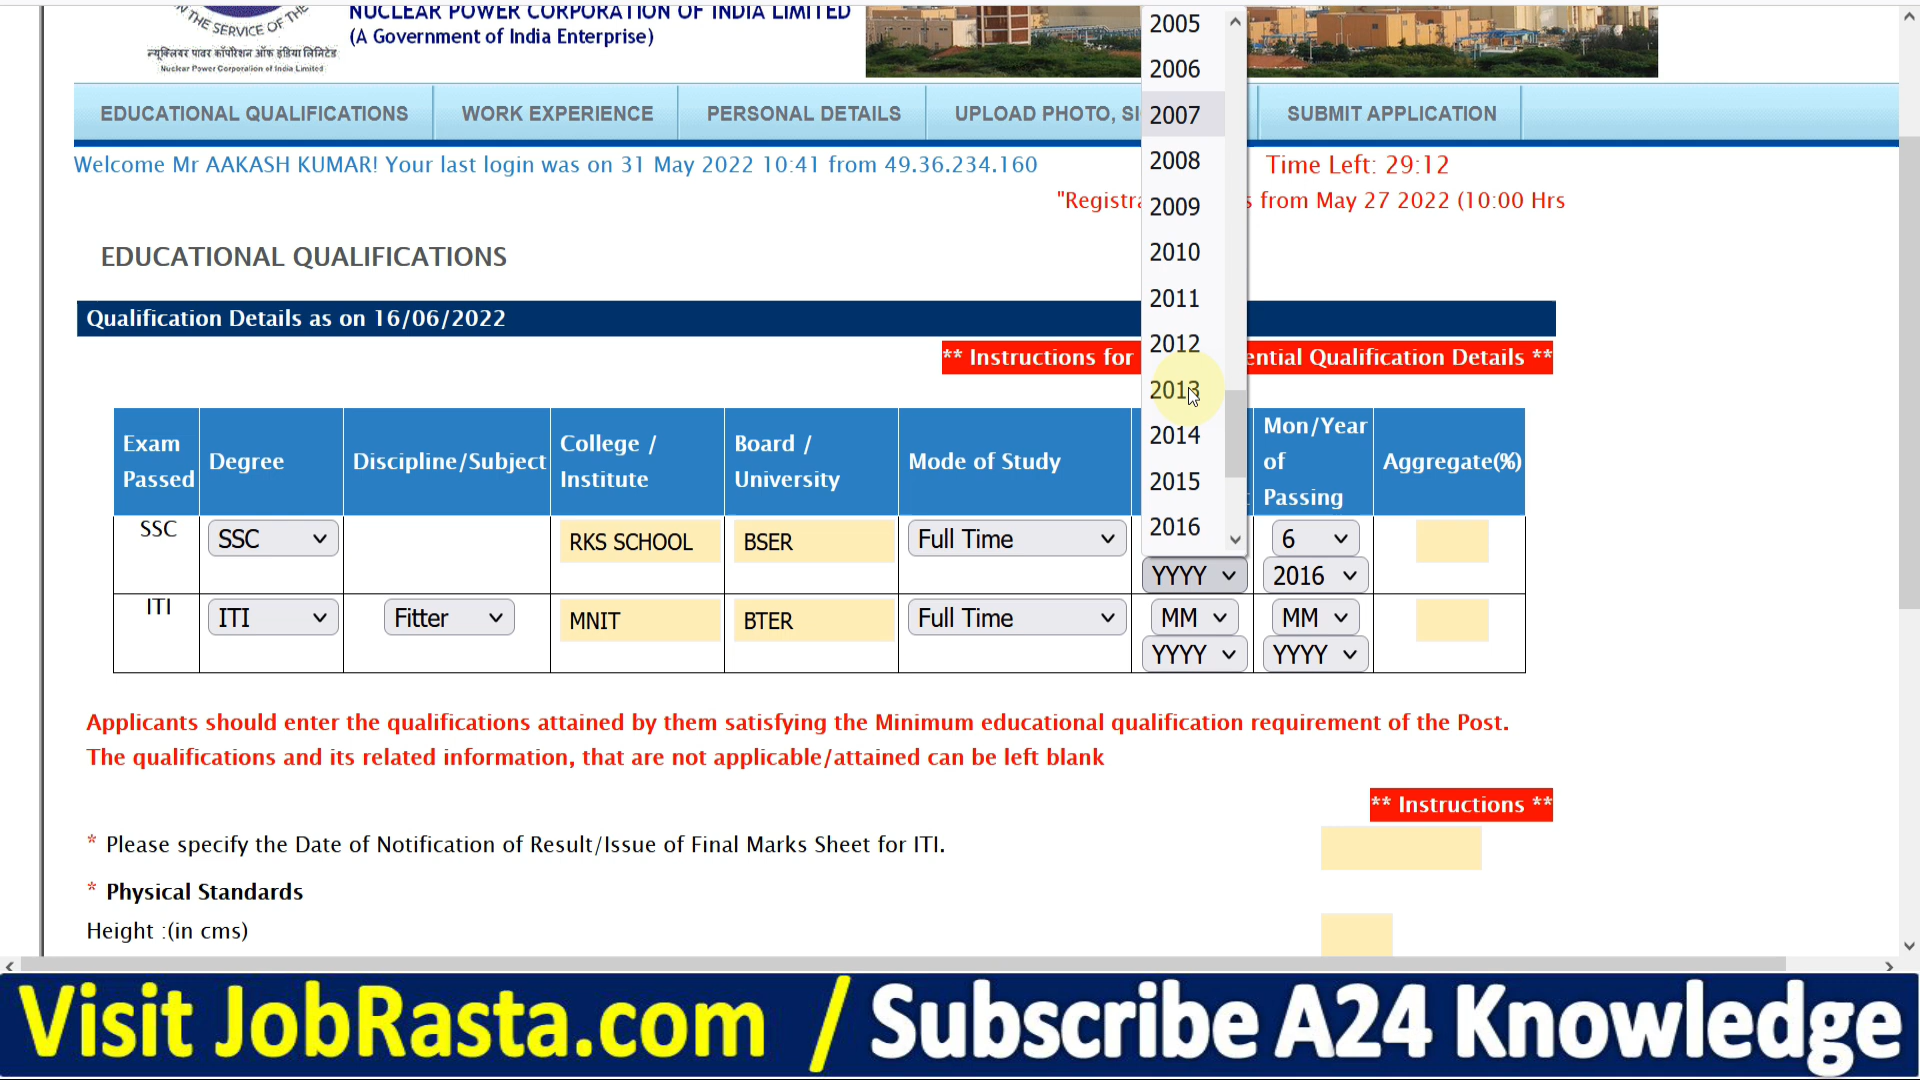 NUCLEAR POWER CORPORATION OF INDIA LIMITED
(A Government of India Enterprise)
THE SERVICE OF THE
न्यूक्लियर पावर कॉर्पोरेशन ऑफ़ इंडिया लिमिटेड
Nuclear Power Corporation of India Limited
EDUCATIONAL QUALIFICATIONS
WORK EXPERIENCE
PERSONAL DETAILS
UPLOAD PHOTO, SI
SUBMIT APPLICATION
Welcome Mr AAKASH KUMAR! Your last login was on 31 May 2022 10:41 from 49.36.234.160
Time Left: 29:12
"Registra
s from May 27 2022 (10:00 Hrs
2005
2006
2007
2008
2009
2010
2011
2012
2013
2014
2015
2016
EDUCATIONAL QUALIFICATIONS
Qualification Details as on 16/06/2022
** Instructions for
ential Qualification Details **
Exam Passed
Degree
Discipline/Subject
College / Institute
Board / University
Mode of Study
Mon/Year of Passing
Aggregate(%)
SSC
SSC
RKS SCHOOL
BSER
Full Time
YYYY
6
2016
ITI
ITI
Fitter
MNIT
BTER
Full Time
MM
YYYY
MM
YYYY
Applicants should enter the qualifications attained by them satisfying the Minimum educational qualification requirement of the Post.
The qualifications and its related information, that are not applicable/attained can be left blank
** Instructions **
* Please specify the Date of Notification of Result/Issue of Final Marks Sheet for ITI.
* Physical Standards
Height :(in cms)
Visit JobRasta.com / Subscribe A24 Knowledge